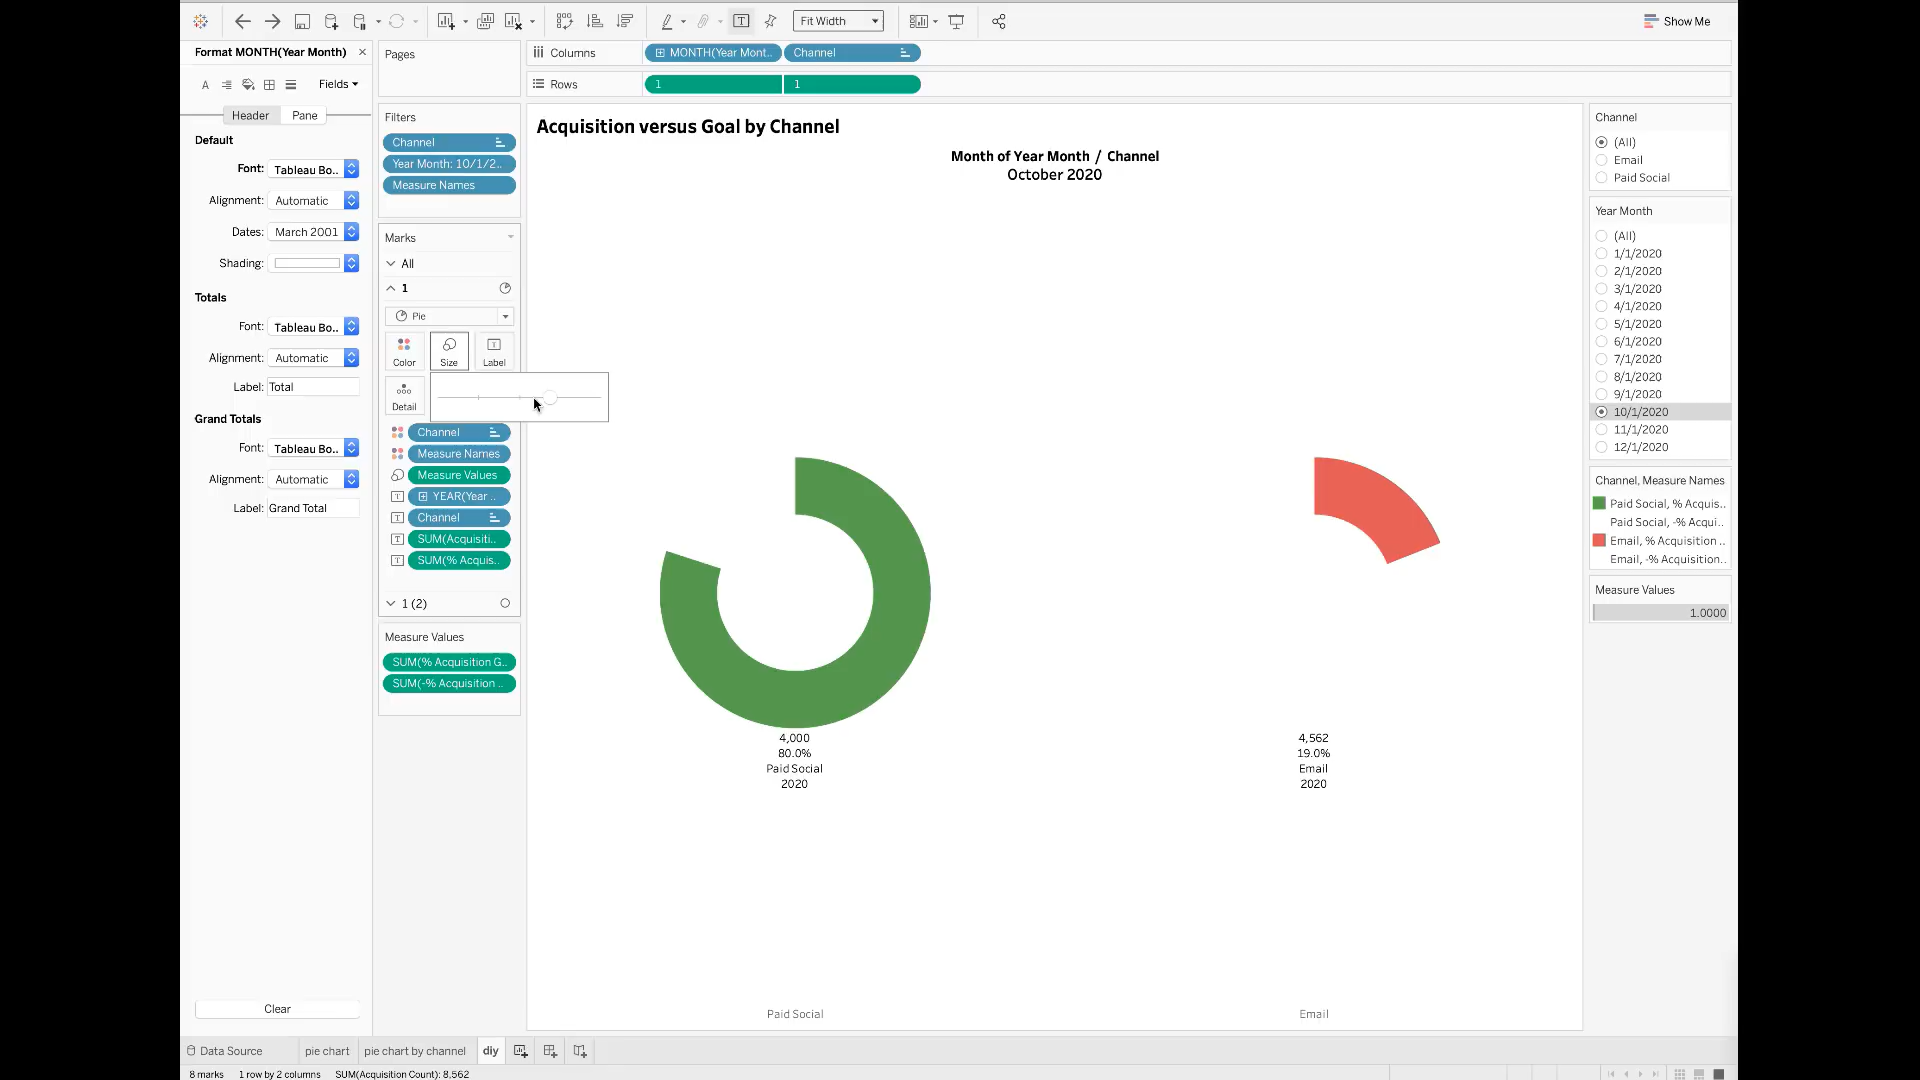 Fit Width
Show Me
Format MONTH(Year Month)
Fields
Header
Pane
Default
Font: Tableau Bo..
Alignment: Automatic
Dates: March 2001
Shading:
Totals
Font: Tableau Bo..
Alignment: Automatic
Label: Total
Grand Totals
Font: Tableau Bo..
Alignment: Automatic
Label: Grand Total
Clear
Pages
Filters
Channel
Year Month: 10/1/2..
Measure Names
Marks
All
1
Pie
Color
Size
Label
Detail
Channel
Measure Names
Measure Values
YEAR(Year ..
Channel
SUM(Acquisiti..
SUM(% Acquis..
1 (2)
Measure Values
SUM(% Acquisition G..
SUM(-% Acquisition ..
Columns
MONTH(Year Mont..
Channel
Rows
1
1
Acquisition versus Goal by Channel
Month of Year Month / Channel
October 2020
4,000
80.0%
Paid Social
2020
4,562
19.0%
Email
2020
Paid Social
Email
Channel
(All)
Email
Paid Social
Year Month
(All)
1/1/2020
2/1/2020
3/1/2020
4/1/2020
5/1/2020
6/1/2020
7/1/2020
8/1/2020
9/1/2020
10/1/2020
11/1/2020
12/1/2020
Channel, Measure Names
Paid Social, % Acquis..
Paid Social, -% Acqui..
Email, % Acquisition ..
Email, -% Acquisition..
Measure Values
1.0000
Data Source
pie chart
pie chart by channel
diy
8 marks
1 row by 2 columns
SUM(Acquisition Count): 8,562